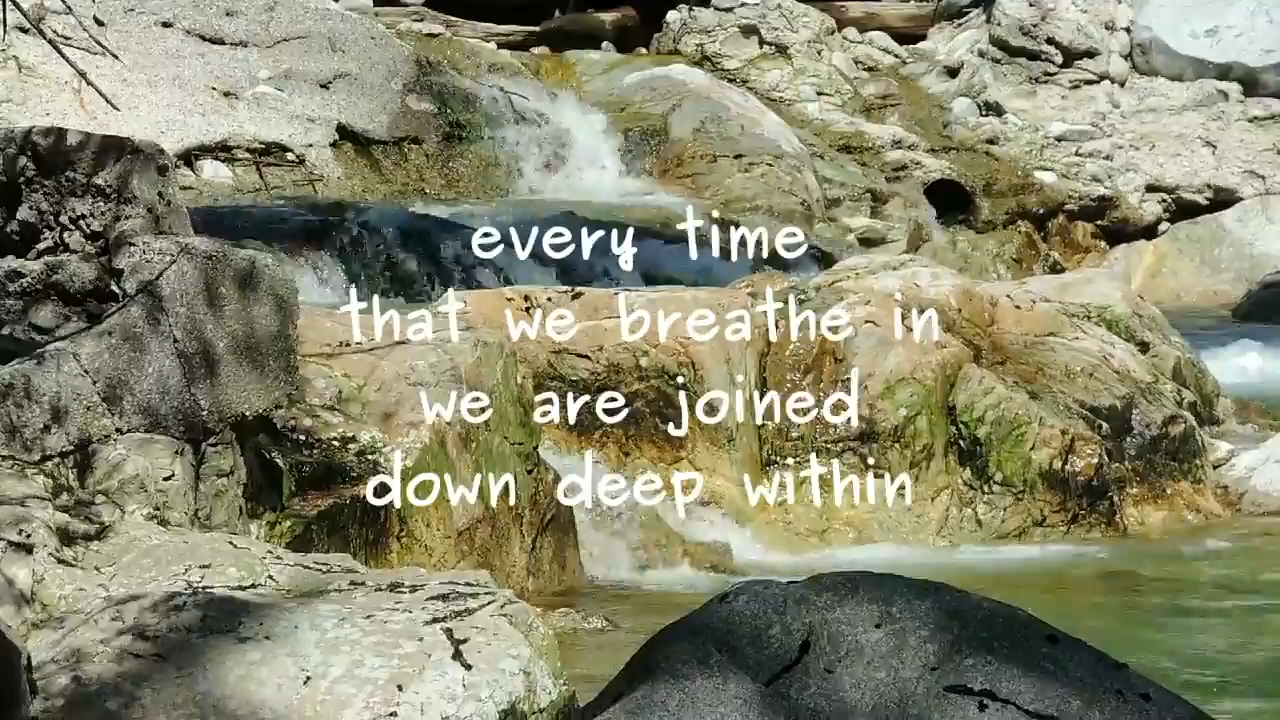 every time
that we breathe in
we are joined
down deep within